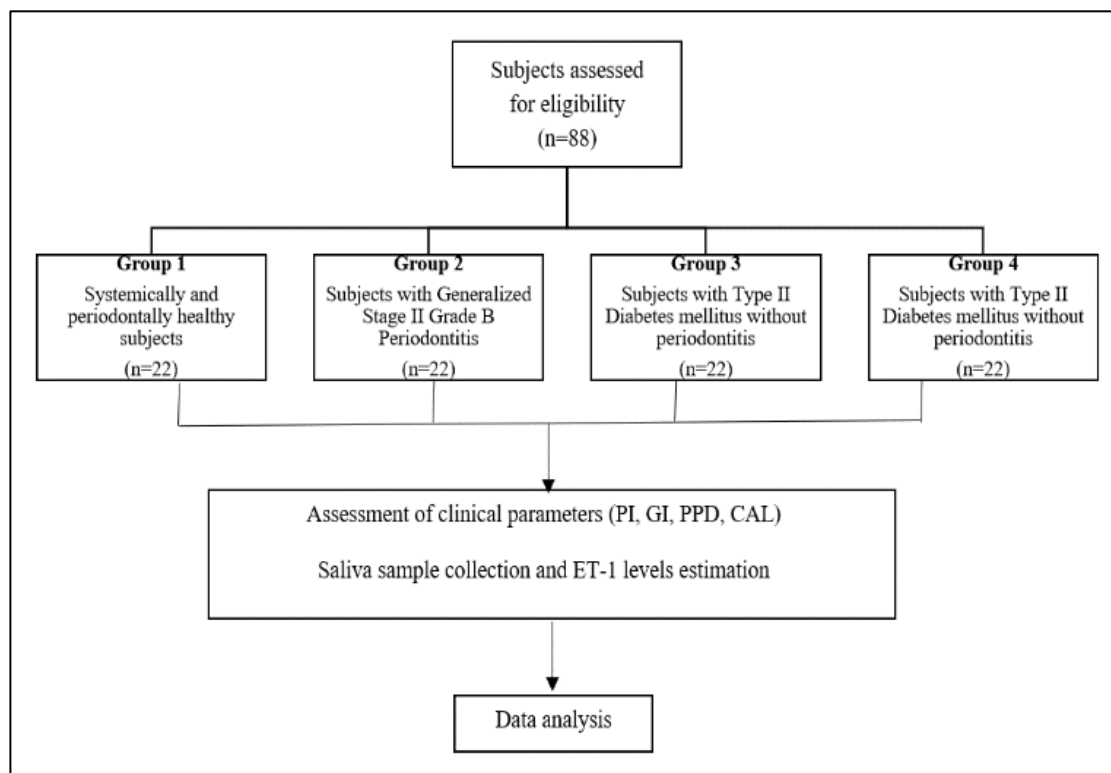 Subjects assessed
for eligibility
(n=88)
Group 1
Systemically and
periodontally healthy
subjects
(n=22)
Group 2
Subjects with Generalized
Stage II Grade B
Periodontitis
(n=22)
Group 3
Subjects with Type II
Diabetes mellitus without
periodontitis
(n=22)
Group 4
Subjects with Type II
Diabetes mellitus without
periodontitis
(n=22)
Assessment of clinical parameters (PI, GI, PPD, CAL)
Saliva sample collection and ET-1 levels estimation
Data analysis